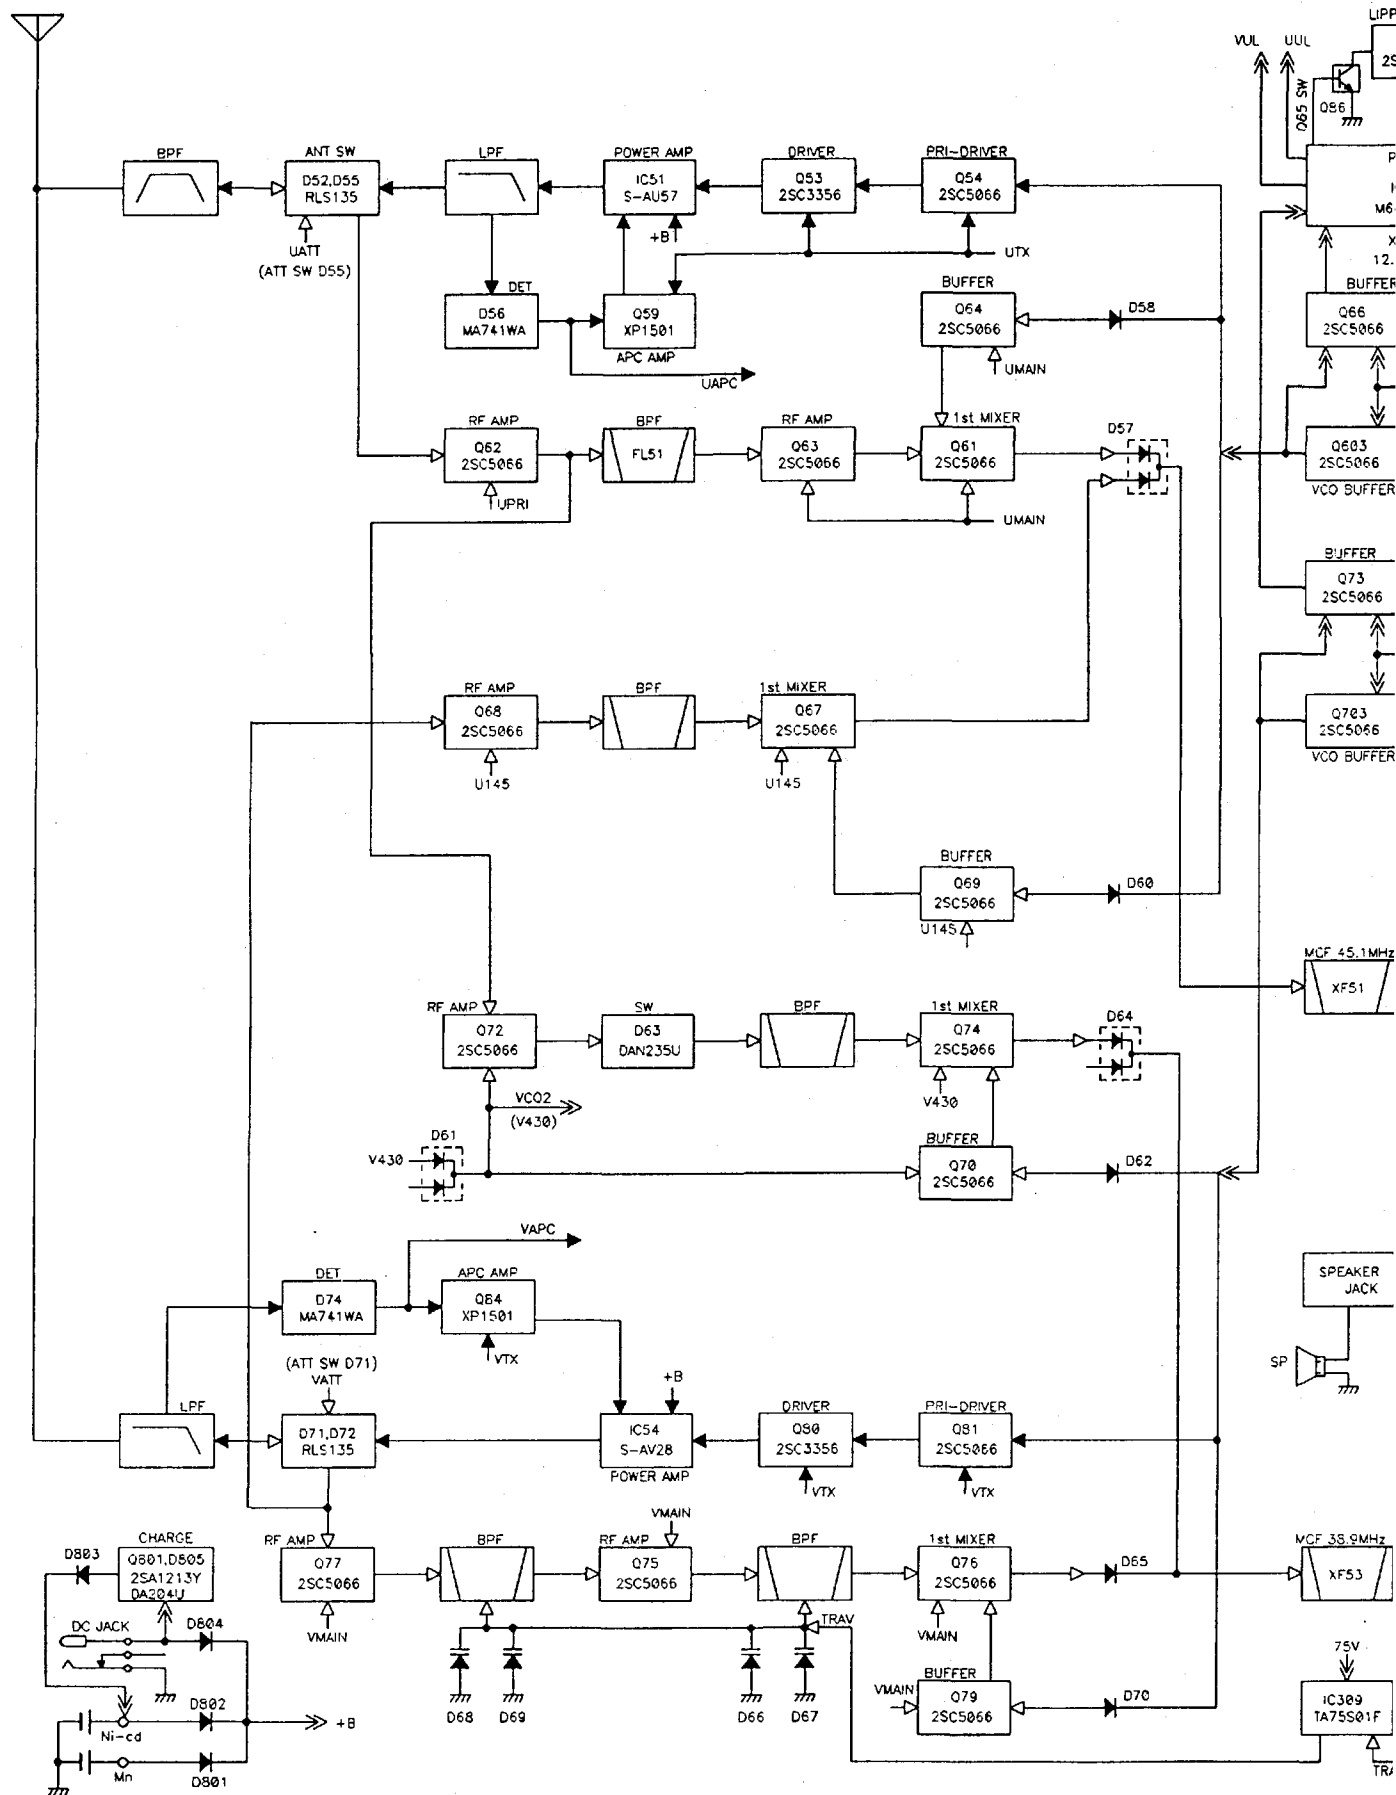 LIPP
VUL
UUL
2S
Q65 SW
Q86
BPF
ANT SW
D52,D55
RLS135
UATT
(ATT SW D55)
LPF
POWER AMP
IC51
S-AU57
+B
DRIVER
Q53
2SC3356
PRI-DRIVER
Q54
2SC5066
UTX
P
I
M6
X
12.
DET
D56
MA741WA
Q59
XP1501
APC AMP
UAPC
BUFFER
Q64
2SC5066
UMAIN
D58
BUFFER
Q66
2SC5066
RF AMP
Q62
2SC5066
UPRI
BPF
FL51
RF AMP
Q63
2SC5066
1st MIXER
Q61
2SC5066
UMAIN
D57
Q603
2SC5066
VCO BUFFER
BUFFER
Q73
2SC5066
RF AMP
Q68
2SC5066
U145
BPF
1st MIXER
Q67
2SC5066
U145
Q703
2SC5066
VCO BUFFER
BUFFER
Q69
2SC5066
U145
D60
MCF 45.1MHz
XF51
RF AMP
Q72
2SC5066
SW
D63
DAN235U
BPF
1st MIXER
Q74
2SC5066
V430
D64
VCO2
(V430)
D61
V430
BUFFER
Q70
2SC5066
D62
VAPC
DET
D74
MA741WA
APC AMP
Q84
XP1501
VTX
SPEAKER
JACK
SP
(ATT SW D71)
VATT
LPF
D71,D72
RLS135
+B
IC54
S-AV28
POWER AMP
DRIVER
Q80
2SC3356
VTX
PRI-DRIVER
Q81
2SC5066
VTX
RF AMP
Q77
2SC5066
VMAIN
BPF
VMAIN
RF AMP
Q75
2SC5066
BPF
1st MIXER
Q76
2SC5066
VMAIN
D65
MCF 38.9MHz
XF53
CHARGE
D803
Q801,D805
2SA1213Y
DA204U
DC JACK
D804
D802
+B
Ni-cd
Mn
D801
D68
D69
D66
D67
TRAV
BUFFER
VMAIN
Q79
2SC5066
D70
75V
IC309
TA75S01F
TRA